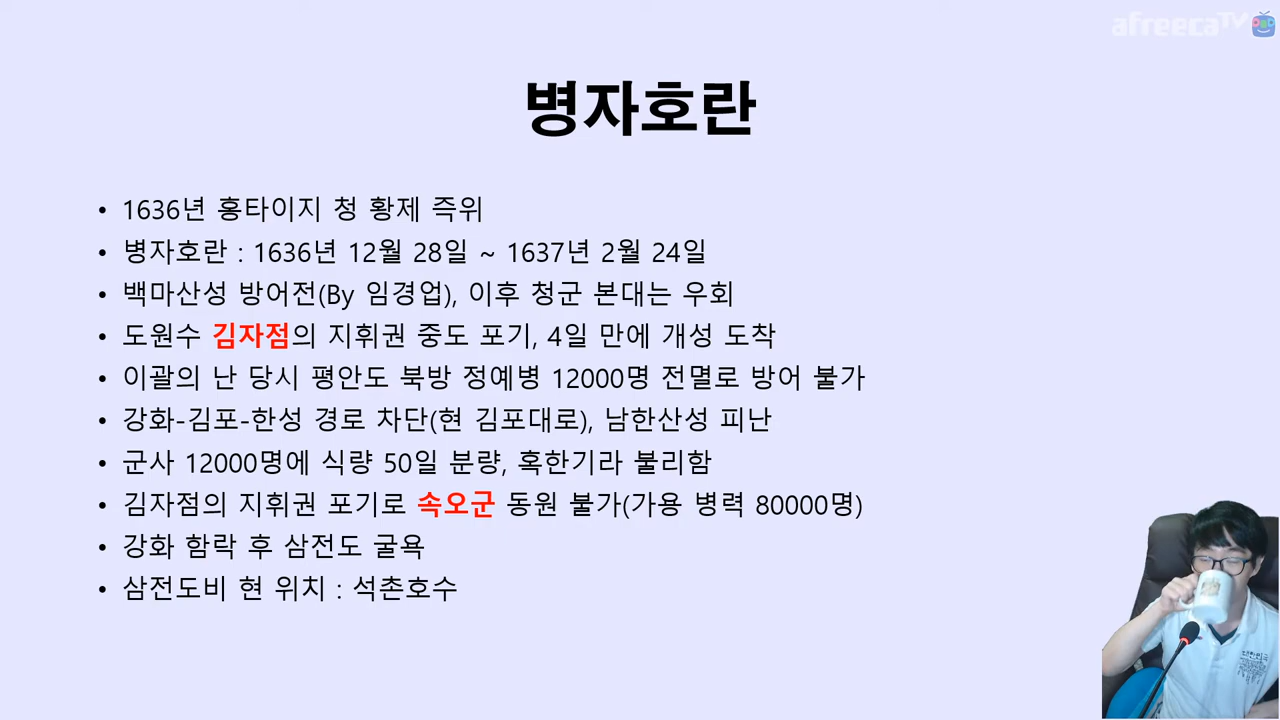 afreecaTV
병자호란
• 1636년 홍타이지 청 황제 즉위
• 병자호란 : 1636년 12월 28일 ~ 1637년 2월 24일
• 백마산성 방어전(By 임경업), 이후 청군 본대는 우회
• 도원수 김자점의 지휘권 중도 포기, 4일 만에 개성 도착
• 이괄의 난 당시 평안도 북방 정예병 12000명 전멸로 방어 불가
• 강화-김포-한성 경로 차단(현 김포대로), 남한산성 피난
• 군사 12000명에 식량 50일 분량, 혹한기라 불리함
• 김자점의 지휘권 포기로 속오군 동원 불가(가용 병력 80000명)
• 강화 함락 후 삼전도 굴욕
• 삼전도비 현 위치 : 석촌호수
대한민국